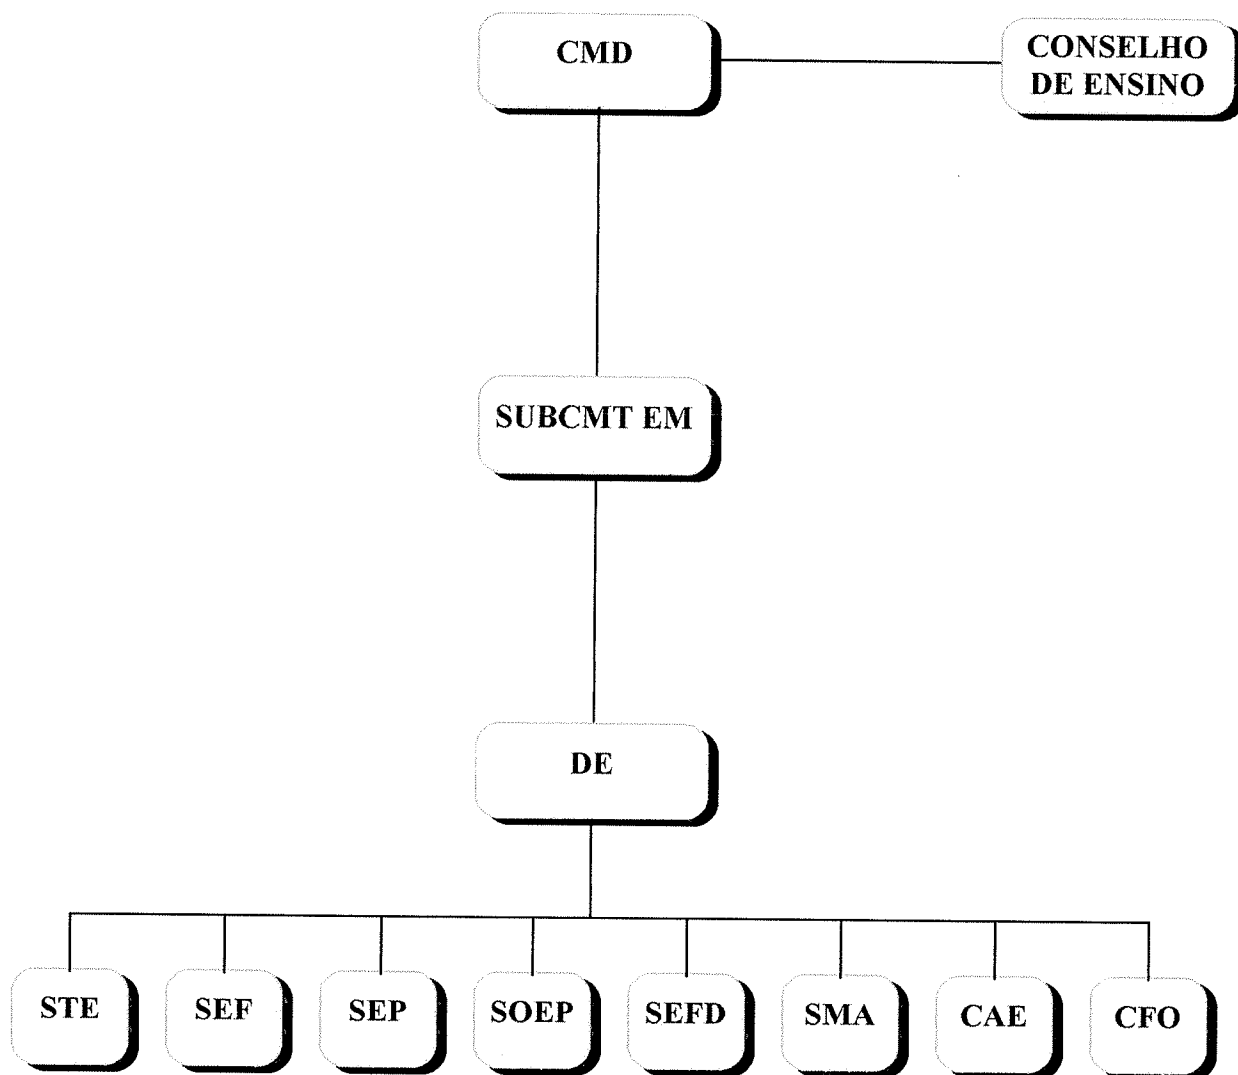 CMD
CONSELHO
DE ENSINO
SUBCMT EM
DE
STE
SEF
SEP
SOEP
SEFD
SMA
CAE
CFO